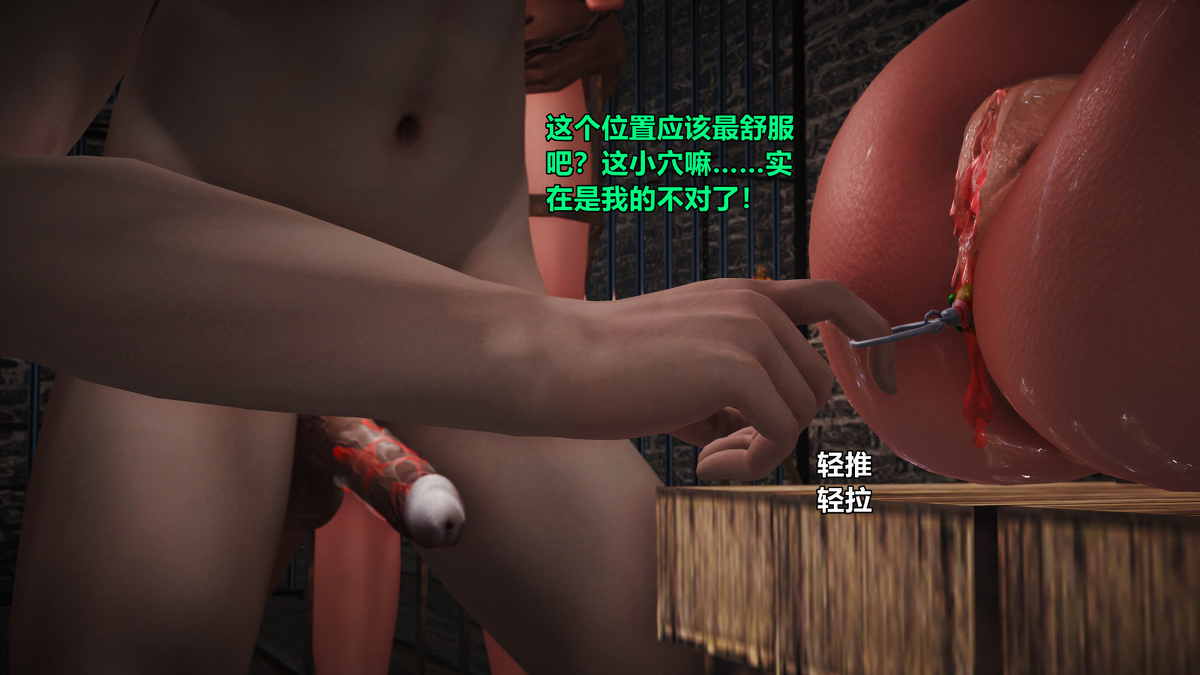 这个位置应该最舒服
吧？这小穴嘛……实
在是我的不对了！
轻推
轻拉